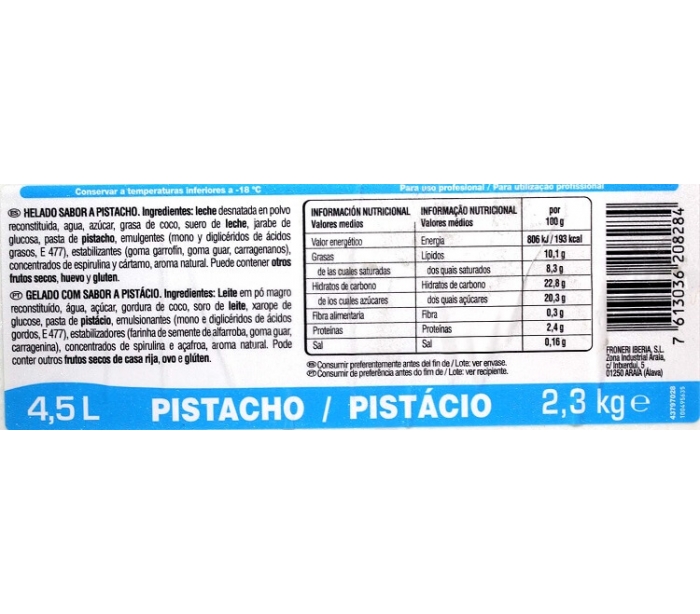 Conservar a temperaturas inferiores a -18 °C
Para uso profesional / Para utilização profissional
ES HELADO SABOR A PISTACHO. Ingredientes: leche desnatada en polvo
reconstituida, agua, azúcar, grasa de coco, suero de leche, jarabe de
glucosa, pasta de pistacho, emulgentes (mono y diglicéridos de ácidos
grasos, E 477), estabilizantes (goma garrofín, goma guar, carragenanos),
concentrados de espirulina y cártamo, aroma natural. Puede contener otros
frutos secos, huevo y gluten.
PT GELADO COM SABOR A PISTÁCIO. Ingredientes: Leite em pó magro
reconstituído, água, açúcar, gordura de coco, soro de leite, xarope de
glucose, pasta de pistácio, emulsionantes (mono e diglicéridos de ácidos
gordos, E 477), estabilizadores (farinha de semente de alfarroba, goma guar,
carragenina), concentrados de spirulina e açafroa, aroma natural. Pode
conter outros frutos secos de casa rija, ovo e glúten.
INFORMACIÓN NUTRICIONAL INFORMAÇÃO NUTRICIONAL por
Valores medios Valores médios 100 g
Valor energético Energia 806 kJ / 193 kcal
Grasas Lípidos 10,1 g
de las cuales saturadas dos quais saturados 8,3 g
Hidratos de carbono Hidratos de carbono 22,8 g
de los cuales azúcares dos quais açúcares 20,3 g
Fibra alimentaria Fibra 0,3 g
Proteínas Proteínas 2,4 g
Sal Sal 0,16 g
ES Consumir preferentemente antes del fin de / Lote: ver envase.
PT Consumir de preferência antes do fim de / Lote: ver recipiente.
7 613036 208284
FRONERI IBERIA, S.L.
Zona Industrial Araia,
c/ Intxerdui, 5
01250 ARAIA (Álava)
4,5 L PISTACHO / PISTÁCIO 2,3 kg e
43797028